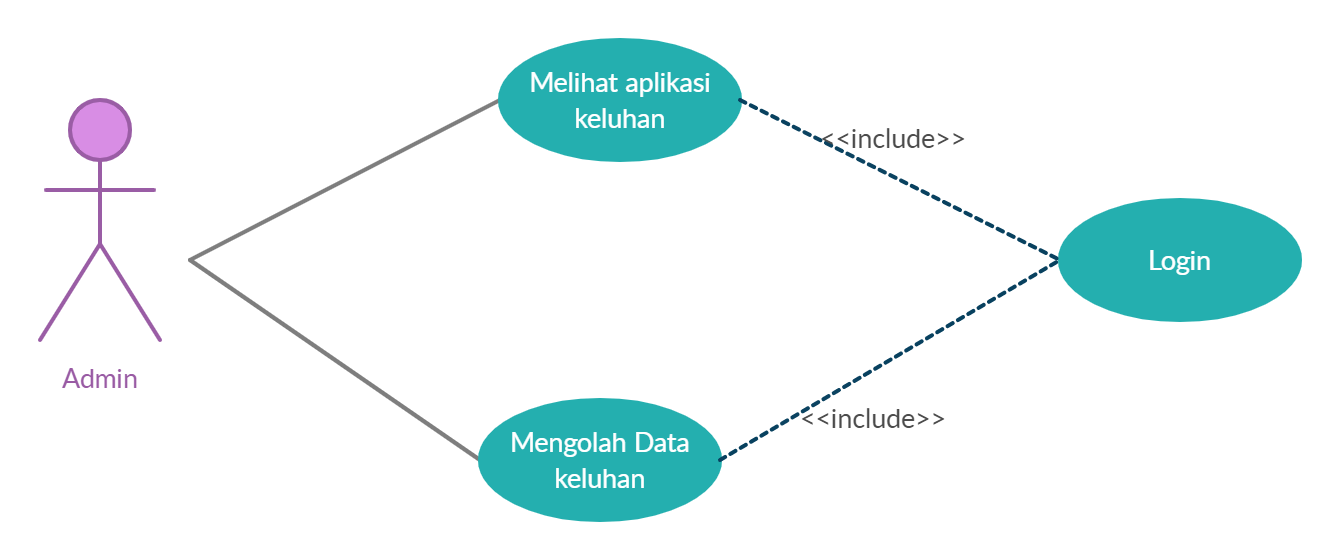 Melihat aplikasi
keluhan
<<include>>
Login
Admin
<<include>>
Mengolah Data
keluhan